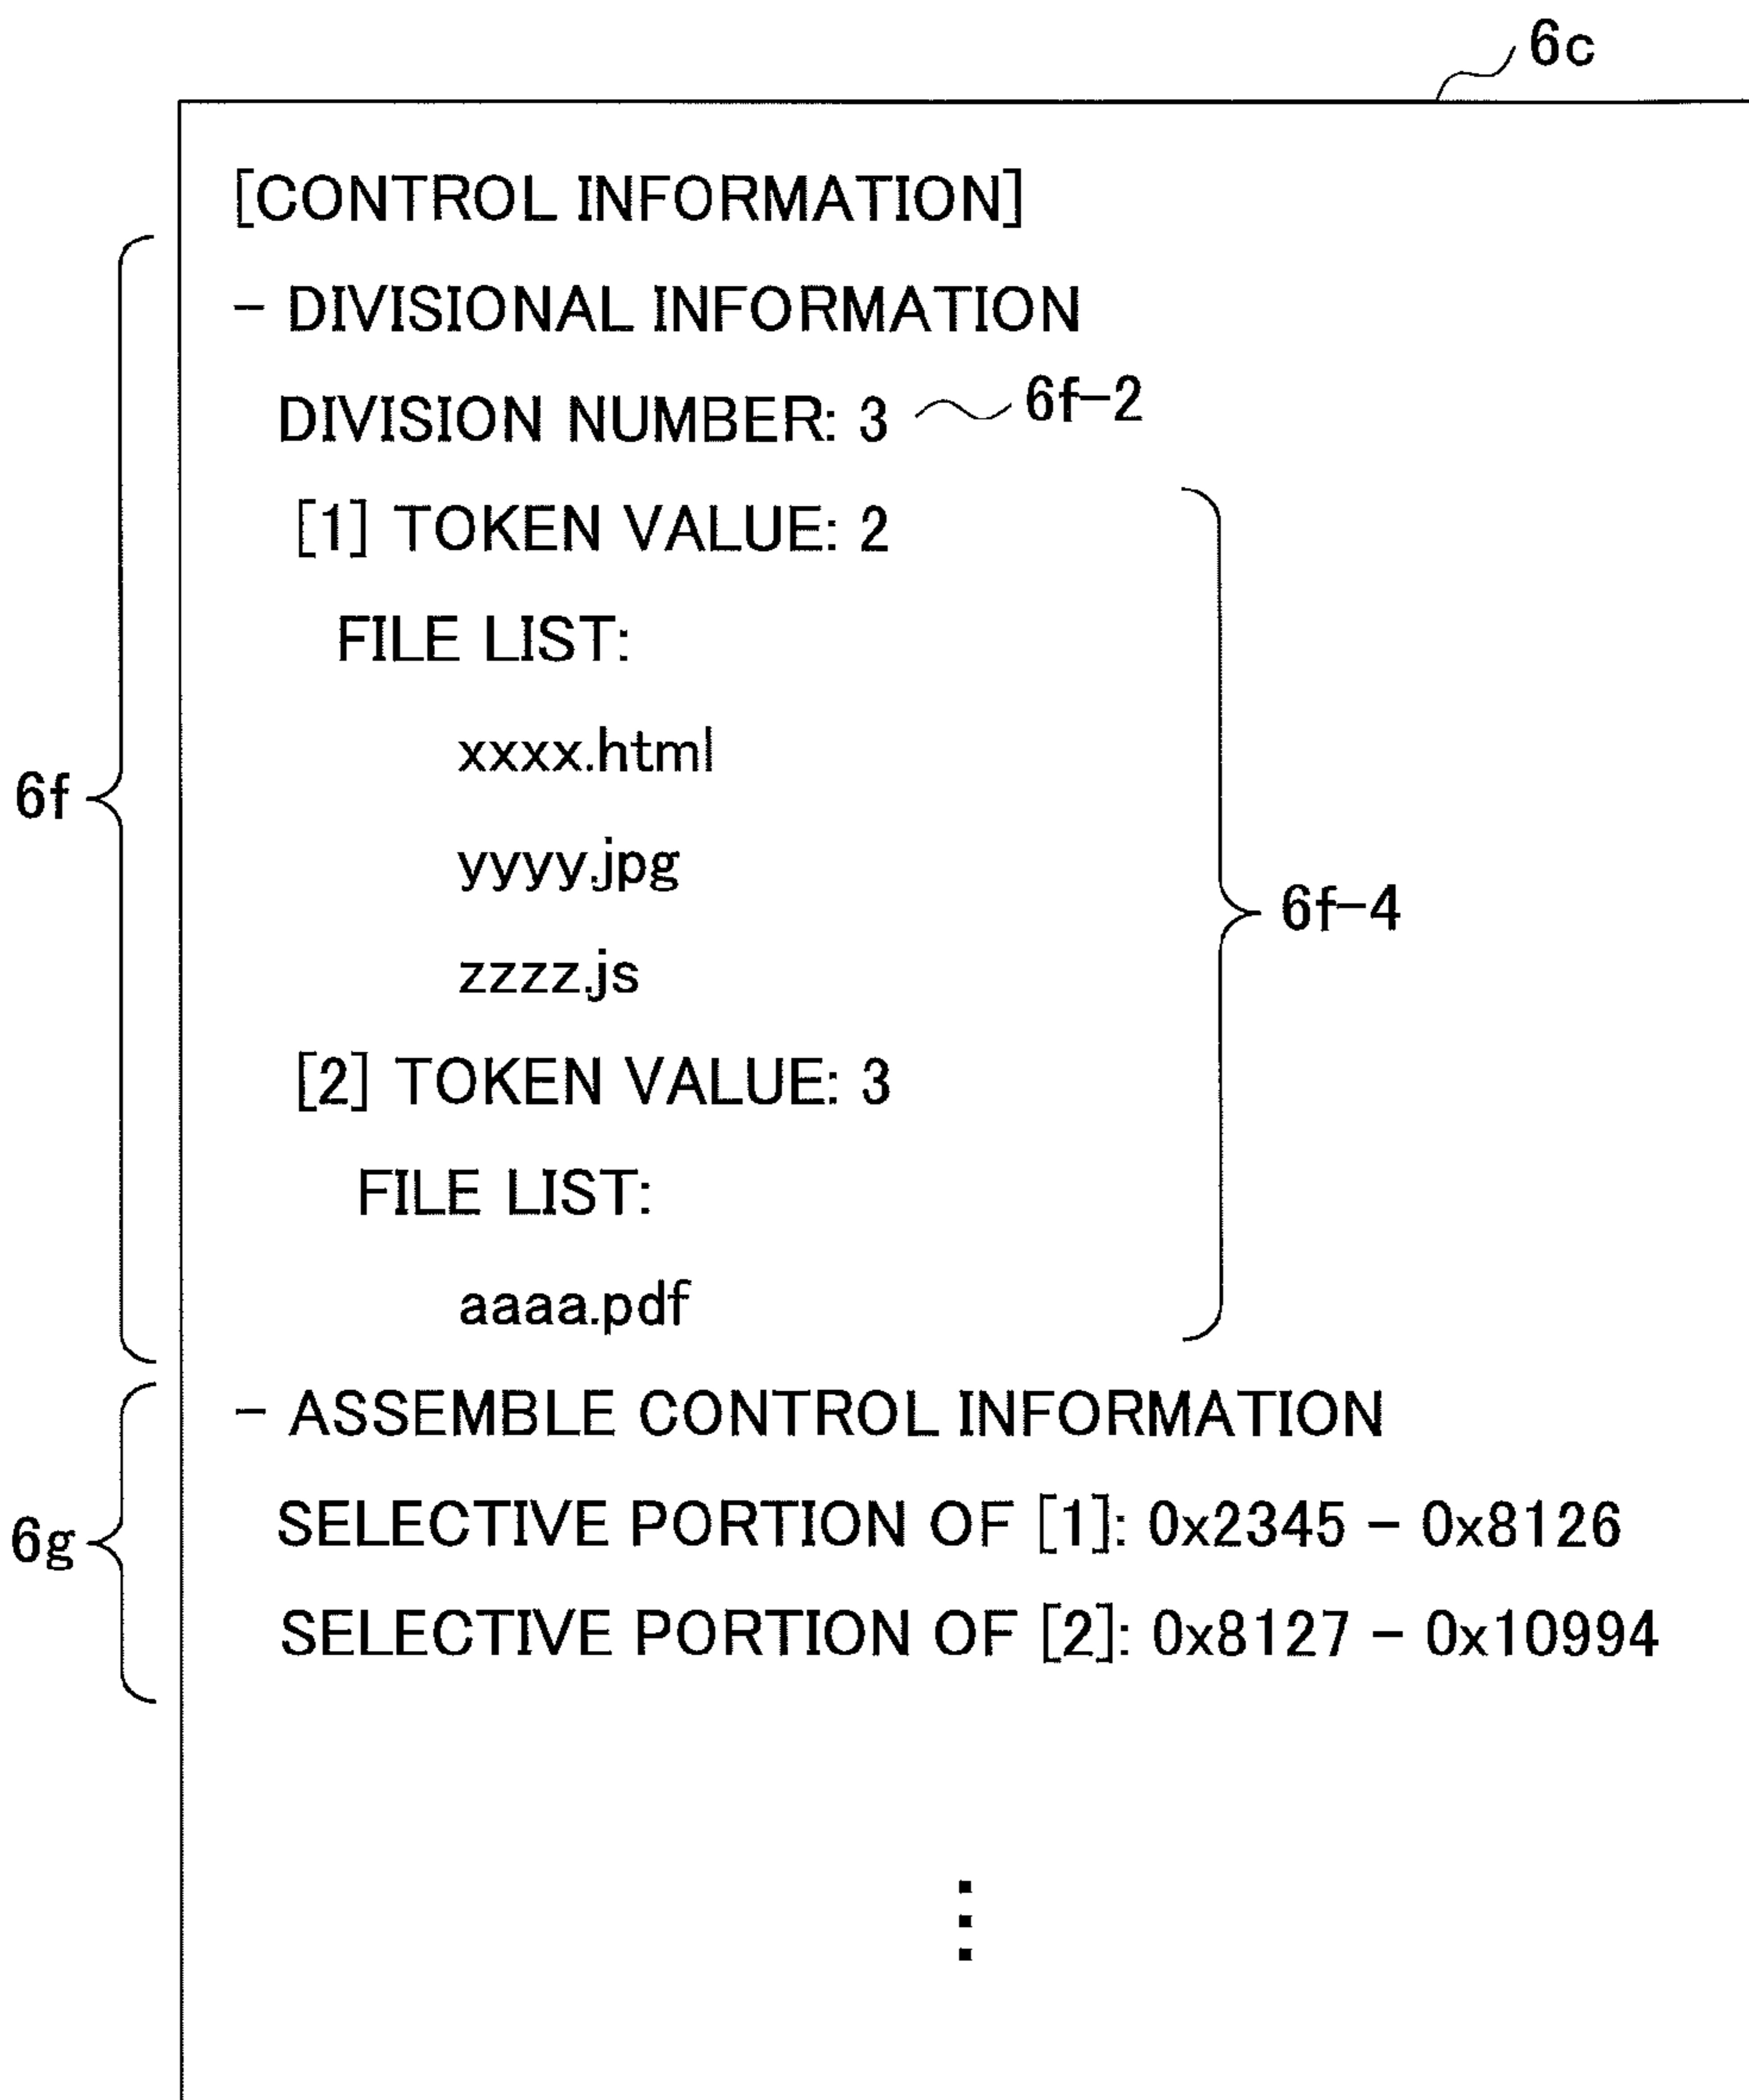 6c
[CONTROL INFORMATION]
- DIVISIONAL INFORMATION
DIVISION NUMBER: 3 6f-2
[1] TOKEN VALUE: 2
FILE LIST:
xxxx.html
6f
yyyy.jpg
6f-4
zzzz.js
[2] TOKEN VALUE: 3
FILE LIST:
aaaa.pdf
- ASSEMBLE CONTROL INFORMATION
SELECTIVE PORTION OF [1]: 0x2345 - 0x8126
6g
SELECTIVE PORTION OF [2]: 0x8127 - 0x10994